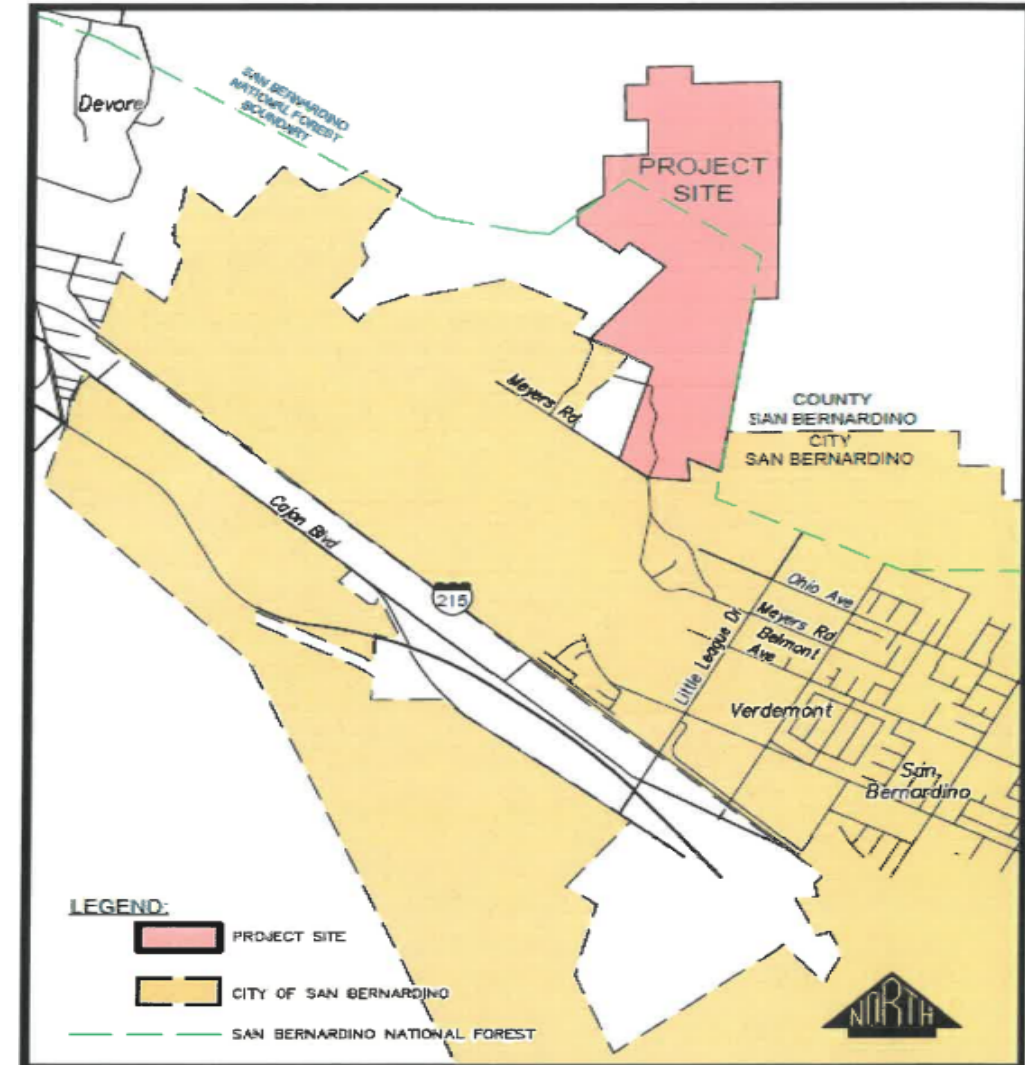 Devore
SAN BERNARDINO
NATIONAL FOREST
BOUNDARY
PROJECT
SITE
Meyers Rd
COUNTY
SAN BERNARDINO
CITY
SAN BERNARDINO
Cajon Blvd
215
Little League Dr.
Ohio Ave
Meyers Rd
Belmont
Ave
Verdemont
San
Bernardino
LEGEND:
PROJECT SITE
CITY OF SAN BERNARDINO
SAN BERNARDINO NATIONAL FOREST
NORTH